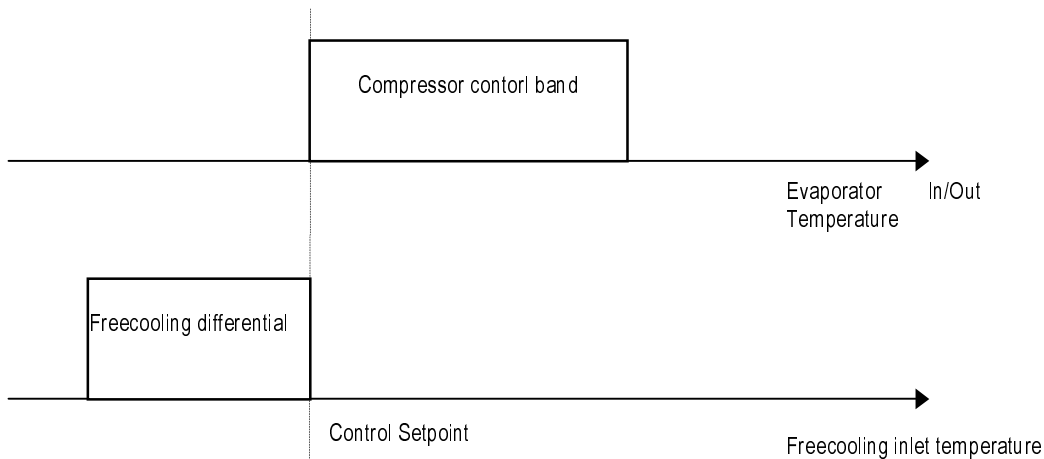 Compressor contorl band
Evaporator In/Out
Temperature
Freecooling differential
Control Setpoint
Freecooling inlet temperature